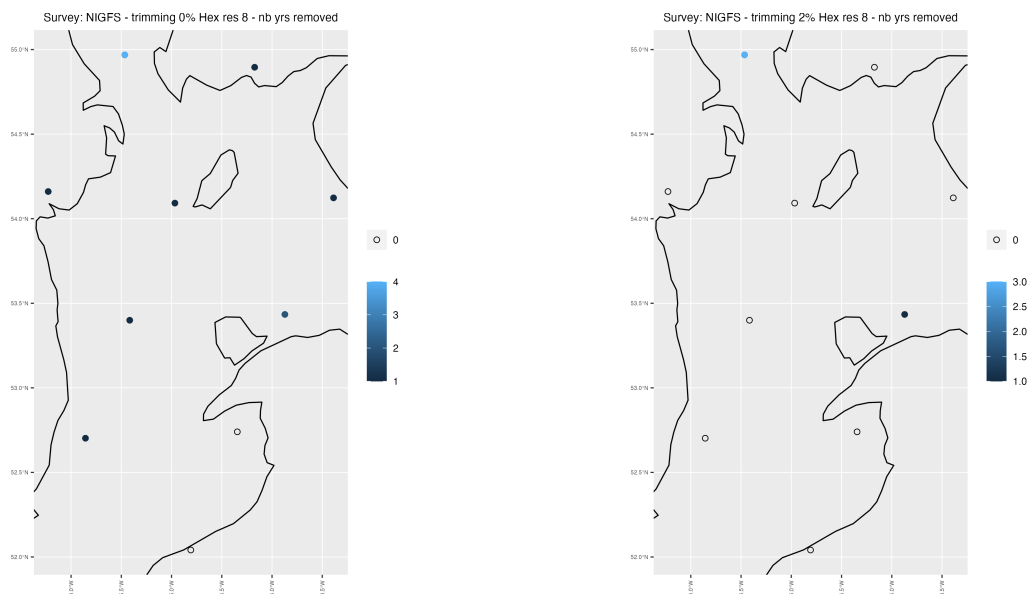 Survey: NIGFS - trimming 0% Hex res 8 - nb yrs removed
55.0°N
54.5°N
54.0°N
53.5°N
53.0°N
52.5°N
52.0°N
0
4
3
2
1
Survey: NIGFS - trimming 2% Hex res 8 - nb yrs removed
55.0°N
54.5°N
54.0°N
53.5°N
53.0°N
52.5°N
52.0°N
0
3.0
2.5
2.0
1.5
1.0